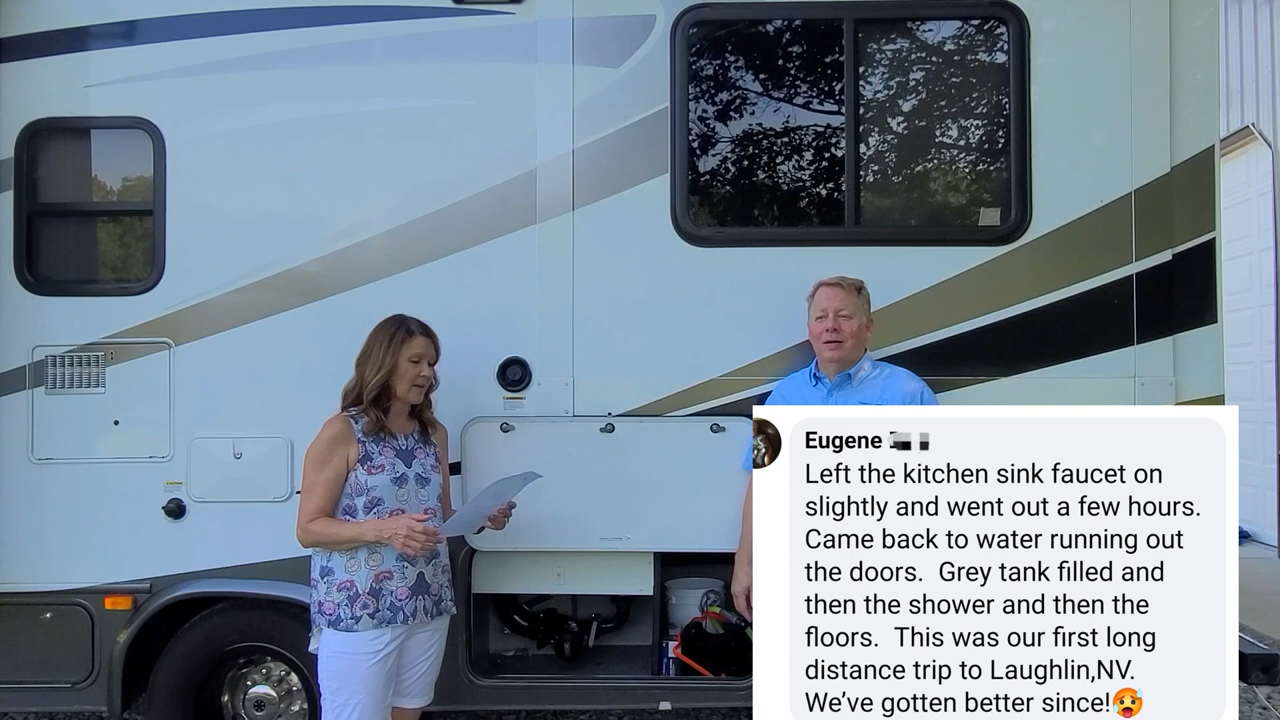 Eugene
Left the kitchen sink faucet on
slightly and went out a few hours.
Came back to water running out
the doors.  Grey tank filled and
then the shower and then the
floors.  This was our first long
distance trip to Laughlin,NV.
We’ve gotten better since!🥵